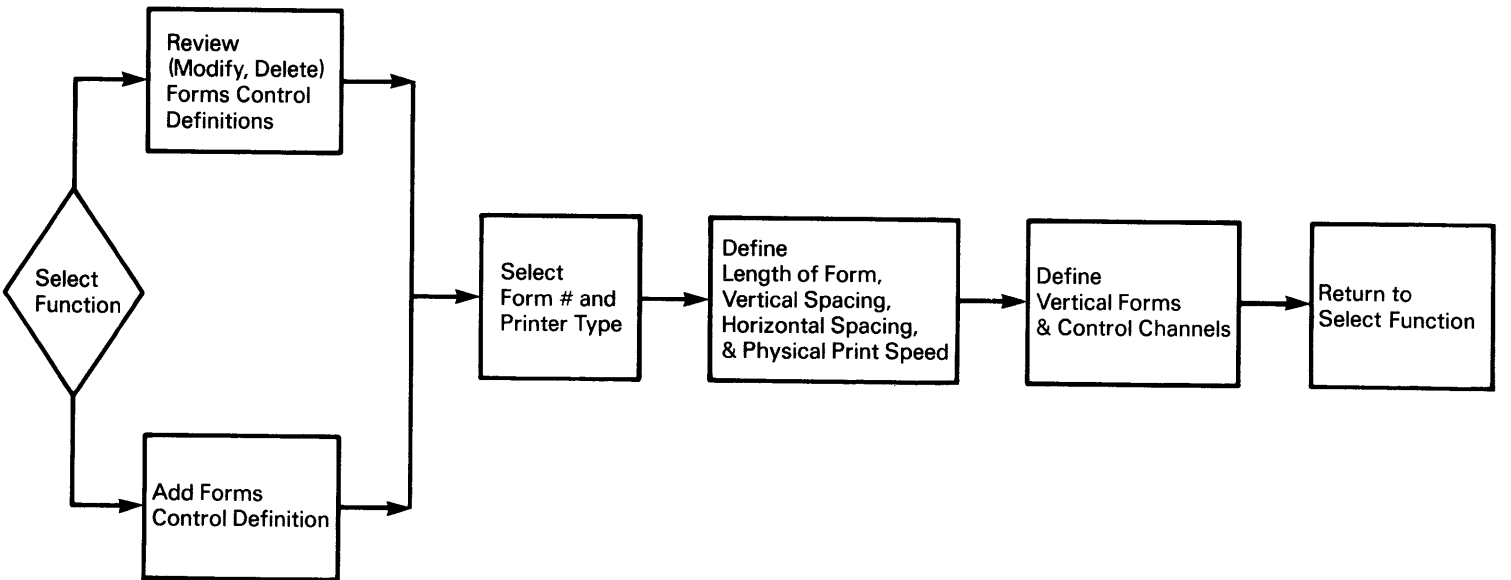 Review
(Modify, Delete)
Forms Control
Definitions
Select
Function
Add Forms
Control Definition
Select
Form # and
Printer Type
Define
Length of Form,
Vertical Spacing,
Horizontal Spacing,
& Physical Print Speed
Define
Vertical Forms
& Control Channels
Return to
Select Function